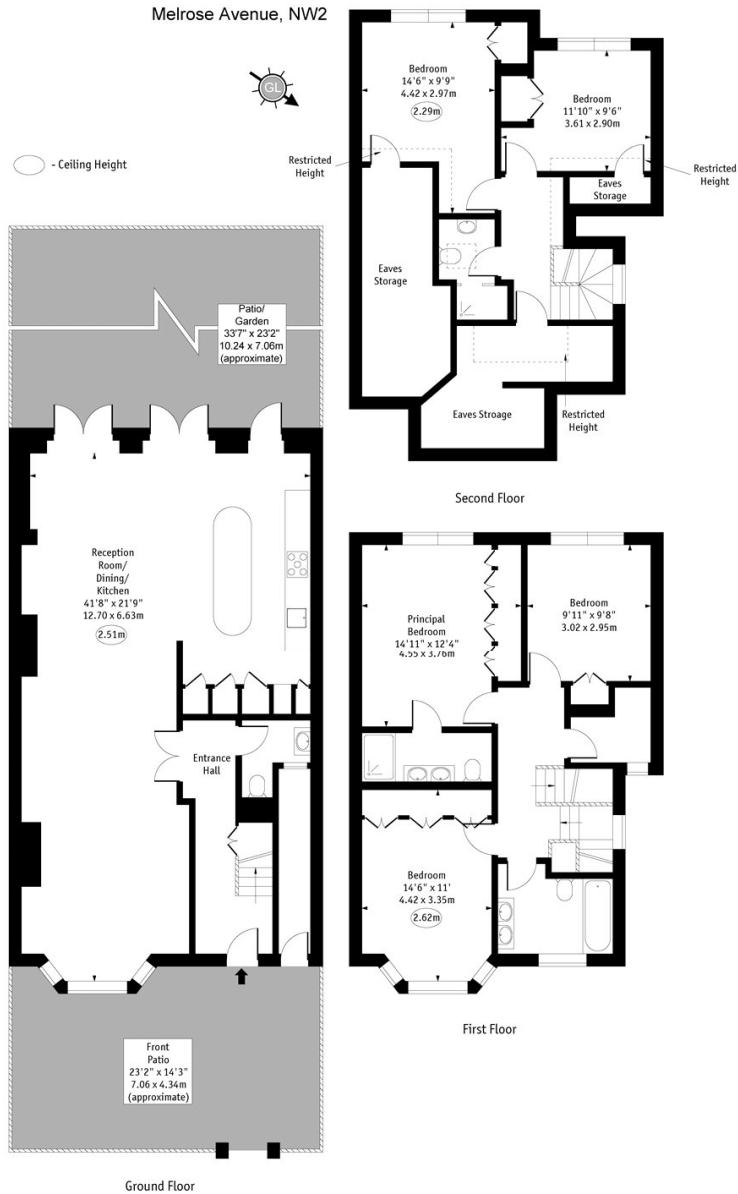 Melrose Avenue, NW2
GL
- Ceiling Height
Bedroom
14'6" x 9'9"
4.42 x 2.97m
2.29m
Bedroom
11'10" x 9'6"
3.61 x 2.90m
Restricted
Height
Restricted
Height
Eaves
Storage
Eaves
Storage
Eaves Stroage
Restricted
Height
Second Floor
Patio/
Garden
33'7" x 23'2"
10.24 x 7.06m
(approximate)
Reception
Room/
Dining/
Kitchen
41'8" x 21'9"
12.70 x 6.63m
2.51m
Entrance
Hall
Principal
Bedroom
14'11" x 12'4"
4.55 x 3.76m
Bedroom
9'11" x 9'8"
3.02 x 2.95m
Bedroom
14'6" x 11'
4.42 x 3.35m
2.62m
First Floor
Front
Patio
23'2" x 14'3"
7.06 x 4.34m
(approximate)
Ground Floor